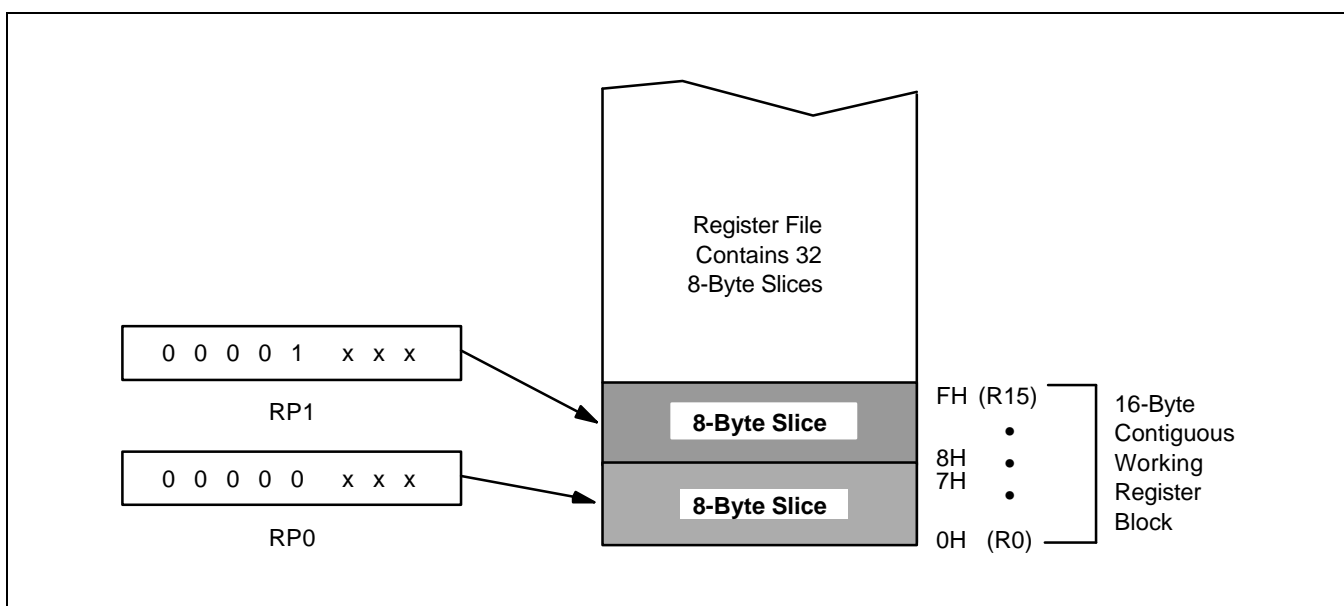 Register File
Contains 32
8-Byte Slices
0 0 0 0 1 x x x
RP1
0 0 0 0 0 x x x
RP0
8-Byte Slice
8-Byte Slice
FH (R15)
8H
7H
0H (R0)
16-Byte
Contiguous
Working
Register
Block